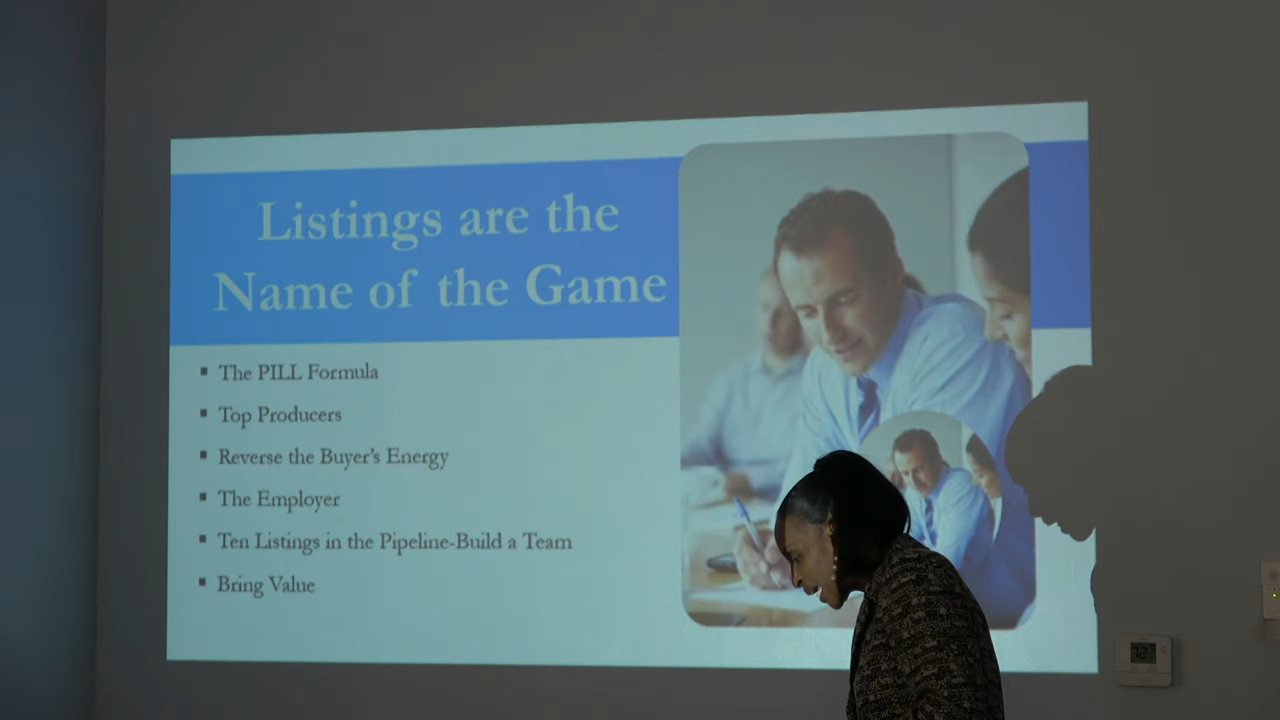 Listings are the
Name of the Game
▪ The PILL Formula
▪ Top Producers
▪ Reverse the Buyer's Energy
▪ The Employer
▪ Ten Listings in the Pipeline-Build a Team
▪ Bring Value
72